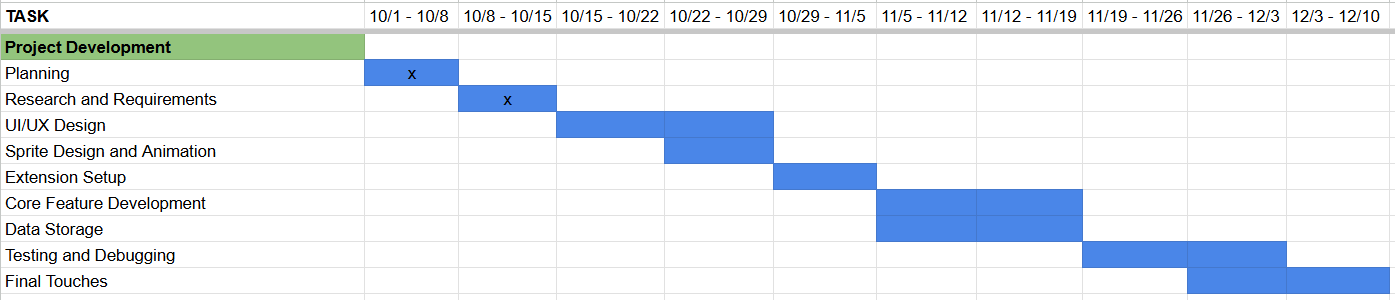 TASK 10/1 - 10/8 10/8 - 10/15 10/15 - 10/22 10/22 - 10/29 10/29 - 11/5 11/5 - 11/12 11/12 - 11/19 11/19 - 11/26 11/26 - 12/3 12/3 - 12/10
Project Development
Planning x
Research and Requirements x
UI/UX Design
Sprite Design and Animation
Extension Setup
Core Feature Development
Data Storage
Testing and Debugging
Final Touches